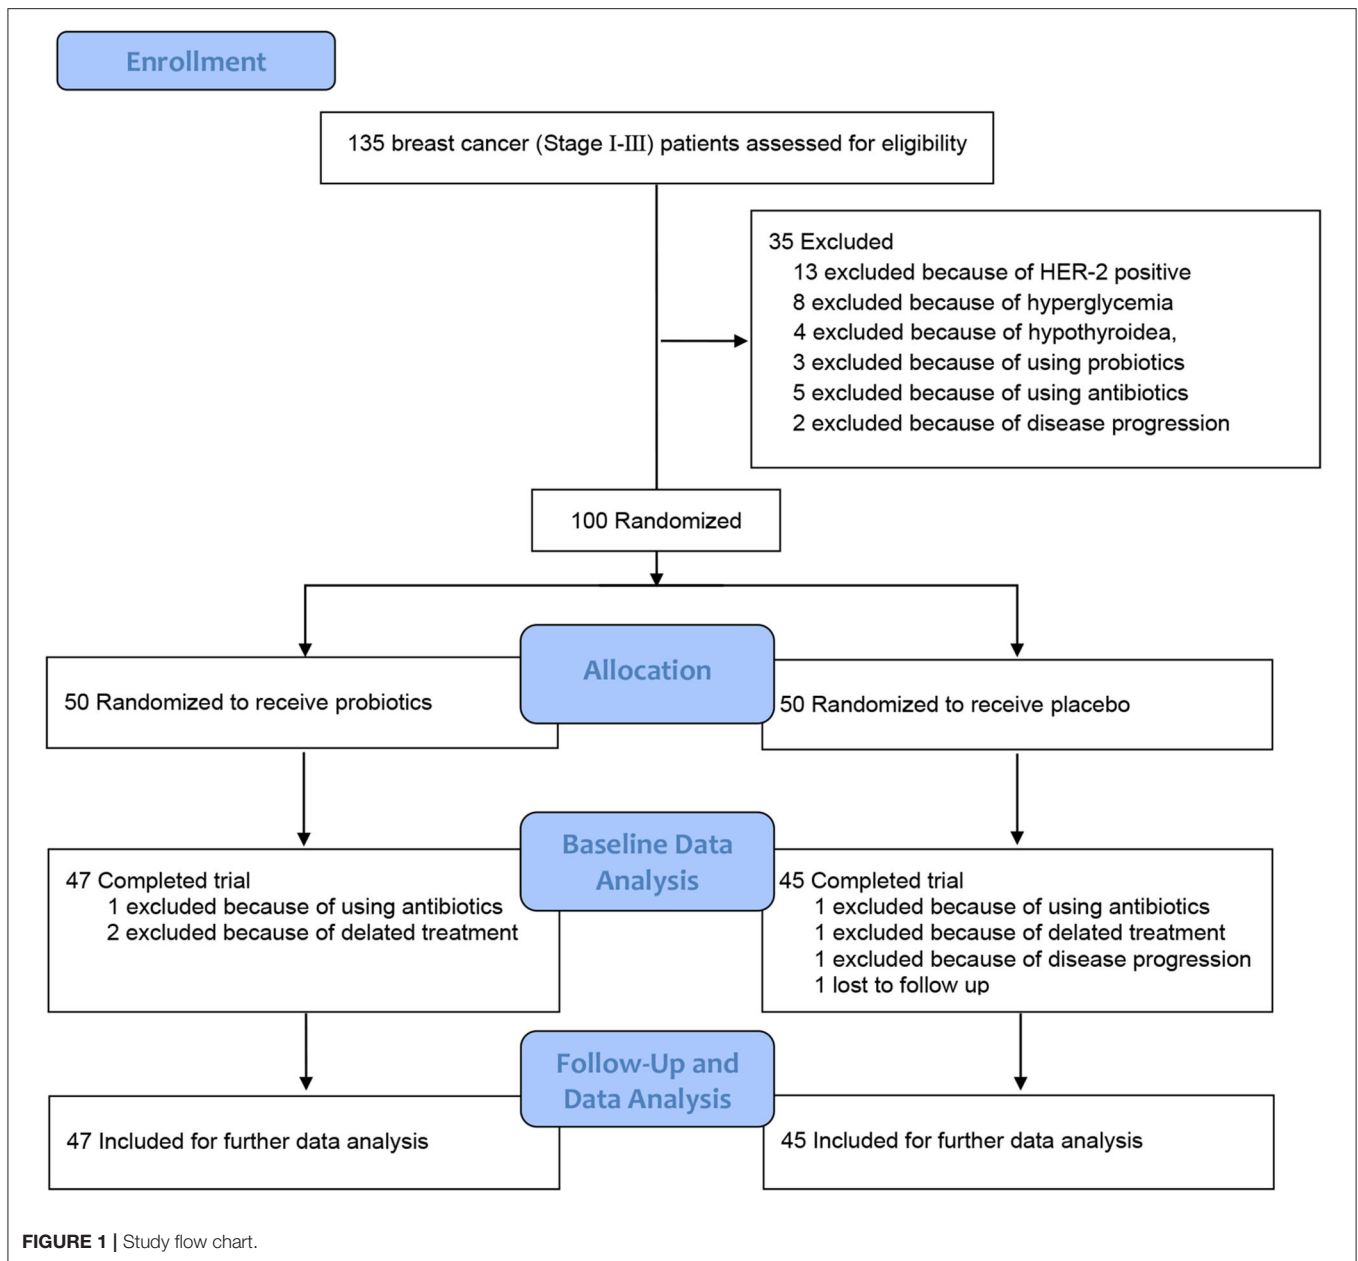 Enrollment
135 breast cancer (Stage I-III) patients assessed for eligibility
35 Excluded
13 excluded because of HER-2 positive
8 excluded because of hyperglycemia
4 excluded because of hypothyroidea,
3 excluded because of using probiotics
5 excluded because of using antibiotics
2 excluded because of disease progression
100 Randomized
Allocation
50 Randomized to receive probiotics
50 Randomized to receive placebo
Baseline Data
Analysis
47 Completed trial
1 excluded because of using antibiotics
2 excluded because of delated treatment
45 Completed trial
1 excluded because of using antibiotics
1 excluded because of delated treatment
1 excluded because of disease progression
1 lost to follow up
Follow-Up and
Data Analysis
47 Included for further data analysis
45 Included for further data analysis
FIGURE 1 | Study flow chart.